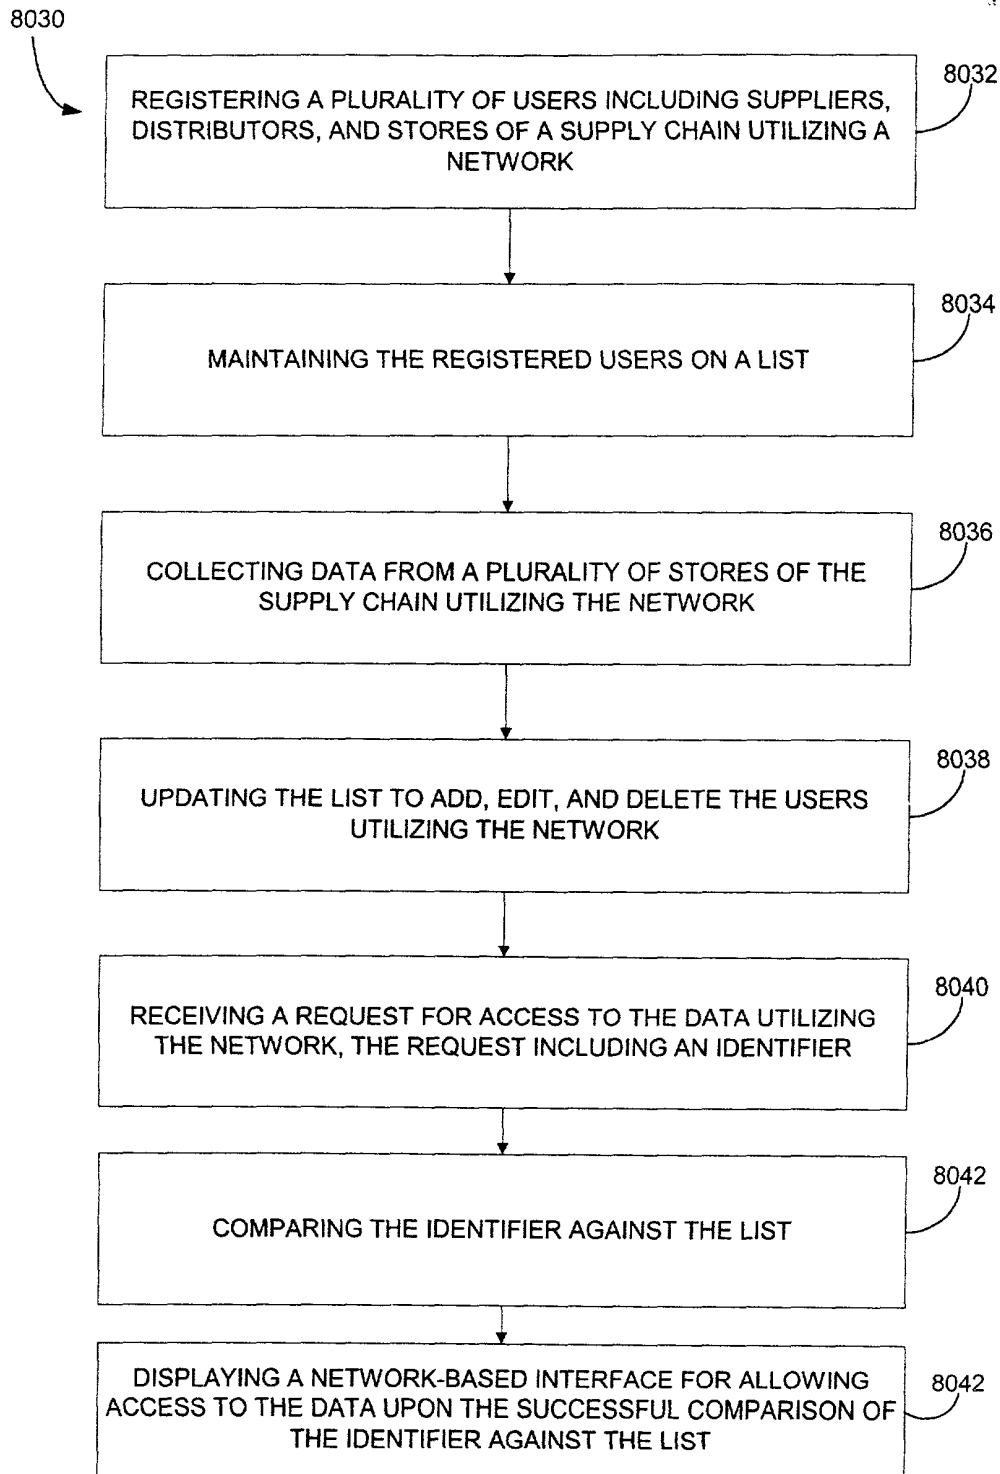 8030
8032
REGISTERING A PLURALITY OF USERS INCLUDING SUPPLIERS,
DISTRIBUTORS, AND STORES OF A SUPPLY CHAIN UTILIZING A
NETWORK
8034
MAINTAINING THE REGISTERED USERS ON A LIST
8036
COLLECTING DATA FROM A PLURALITY OF STORES OF THE
SUPPLY CHAIN UTILIZING THE NETWORK
8038
UPDATING THE LIST TO ADD, EDIT, AND DELETE THE USERS
UTILIZING THE NETWORK
8040
RECEIVING A REQUEST FOR ACCESS TO THE DATA UTILIZING
THE NETWORK, THE REQUEST INCLUDING AN IDENTIFIER
8042
COMPARING THE IDENTIFIER AGAINST THE LIST
8042
DISPLAYING A NETWORK-BASED INTERFACE FOR ALLOWING
ACCESS TO THE DATA UPON THE SUCCESSFUL COMPARISON OF
THE IDENTIFIER AGAINST THE LIST